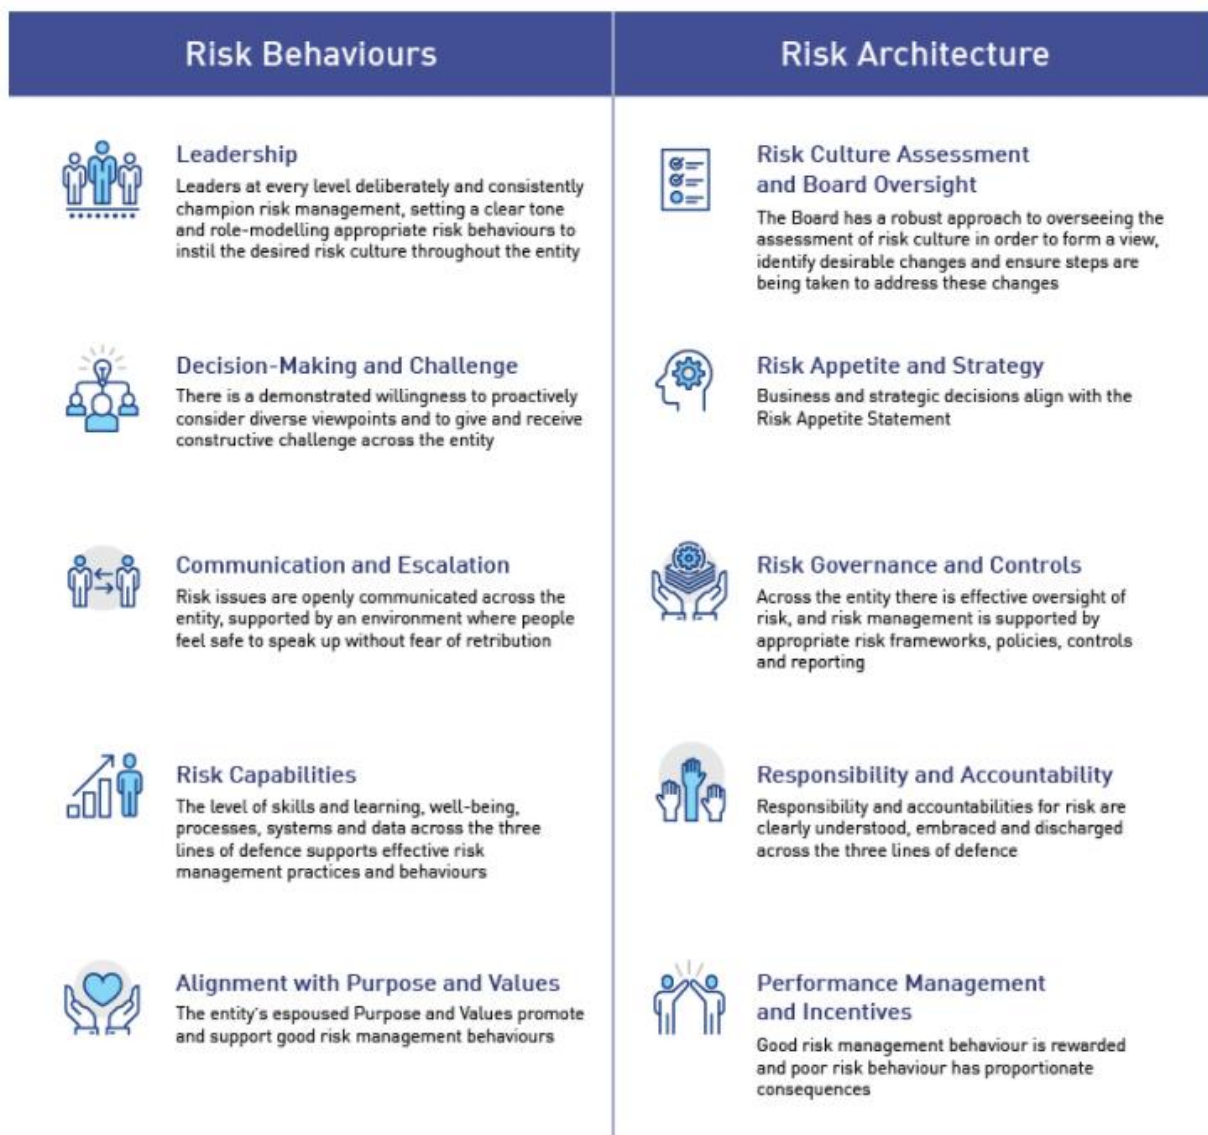 Risk Behaviours
Leadership
Leaders at every level deliberately and consistently
champion risk management, setting a clear tone
and role-modelling appropriate risk behaviours to
instil the desired risk culture throughout the entity
Decision-Making and Challenge
There is a demonstrated willingness to proactively
consider diverse viewpoints and to give and receive
constructive challenge across the entity
Communication and Escalation
Risk issues are openly communicated across the
entity, supported by an environment where people
feel safe to speak up without fear of retribution
Risk Capabilities
The level of skills and learning, well-being,
processes, systems and data across the three
lines of defence supports effective risk
management practices and behaviours
Alignment with Purpose and Values
The entity's espoused Purpose and Values promote
and support good risk management behaviours
Risk Architecture
Risk Culture Assessment
and Board Oversight
The Board has a robust approach to overseeing the
assessment of risk culture in order to form a view,
identify desirable changes and ensure steps are
being taken to address these changes
Risk Appetite and Strategy
Business and strategic decisions align with the
Risk Appetite Statement
Risk Governance and Controls
Across the entity there is effective oversight of
risk, and risk management is supported by
appropriate risk frameworks, policies, controls
and reporting
Responsibility and Accountability
Responsibility and accountabilities for risk are
clearly understood, embraced and discharged
across the three lines of defence
Performance Management
and Incentives
Good risk management behaviour is rewarded
and poor risk behaviour has proportionate
consequences